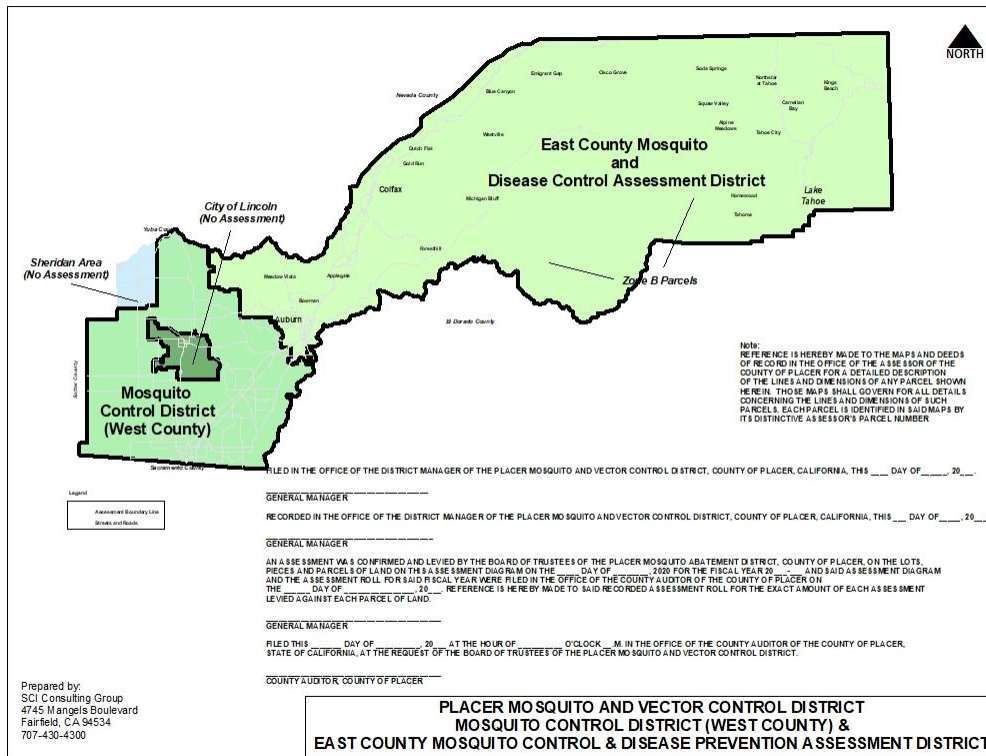 NORTH
Soda Springs
Emigrant Gap
Cisco Grove
Northstar
at Tahoe
Kings
Beach
Blue Canyon
Nevada County
Squaw Valley
Carnelian
Bay
Alpine
Meadows
Tahoe City
Westville
East County Mosquito
and
Disease Control Assessment District
Dutch Flat
Gold Run
Colfax
Michigan Bluff
Homewood
Lake
Tahoe
Tahoma
City of Lincoln
(No Assessment)
Yuba Cou
Foresthill
Sheridan Area
(No Assessment)
Meadow Vista
Applegate
Zone B Parcels
Bowman
Auburn
El Dorado County
Sutter County
Mosquito
Control District
(West County)
Sacramento County
Note:
REFERENCE IS HEREBY MADE TO THE MAPS AND DEEDS
OF RECORD IN THE OFFICE OF THE ASSESSOR OF THE
COUNTY OF PLACER FOR A DETAILED DESCRIPTION
OF THE LINES AND DIMENSIONS OF ANY PARCEL SHOWN
HEREIN. THOSE MAPS SHALL GOVERN FOR ALL DETAILS
CONCERNING THE LINES AND DIMENSIONS OF SUCH
PARCELS. EACH PARCEL IS IDENTIFIED IN SAID MAPS BY
ITS DISTINCTIVE ASSESSOR'S PARCEL NUMBER
FILED IN THE OFFICE OF THE DISTRICT MANAGER OF THE PLACER MOSQUITO AND VECTOR CONTROL DISTRICT, COUNTY OF PLACER, CALIFORNIA, THIS ____ DAY OF______, 20___.
GENERAL MANAGER
RECORDED IN THE OFFICE OF THE DISTRICT MANAGER OF THE PLACER MOSQUITO AND VECTOR CONTROL DISTRICT, COUNTY OF PLACER, CALIFORNIA, THIS ___ DAY OF_____, 20___
GENERAL MANAGER
AN ASSESSMENT WAS CONFIRMED AND LEVIED BY THE BOARD OF TRUSTEES OF THE PLACER MOSQUITO ABATEMENT DISTRICT, COUNTY OF PLACER, ON THE LOTS,
PIECES AND PARCELS OF LAND ON THIS ASSESSMENT DIAGRAM ON THE ____ DAY OF _______, 2020 FOR THE FISCAL YEAR 20___-___ AND SAID ASSESSMENT DIAGRAM
AND THE ASSESSMENT ROLL FOR SAID FISCAL YEAR WERE FILED IN THE OFFICE OF THE COUNTY AUDITOR OF THE COUNTY OF PLACER ON
THE _____ DAY OF ______________, 20___. REFERENCE IS HEREBY MADE TO SAID RECORDED ASSESSMENT ROLL FOR THE EXACT AMOUNT OF EACH ASSESSMENT
LEVIED AGAINST EACH PARCEL OF LAND.
GENERAL MANAGER
FILED THIS ______ DAY OF _________, 20___ AT THE HOUR OF _________ O'CLOCK __M. IN THE OFFICE OF THE COUNTY AUDITOR OF THE COUNTY OF PLACER,
STATE OF CALIFORNIA, AT THE REQUEST OF THE BOARD OF TRUSTEES OF THE PLACER MOSQUITO AND VECTOR CONTROL DISTRICT.
COUNTY AUDITOR, COUNTY OF PLACER
Legend
Assessment Boundary Line
Streets and Roads
Prepared by:
SCI Consulting Group
4745 Mangels Boulevard
Fairfield, CA 94534
707-430-4300
PLACER MOSQUITO AND VECTOR CONTROL DISTRICT
MOSQUITO CONTROL DISTRICT (WEST COUNTY) &
EAST COUNTY MOSQUITO CONTROL & DISEASE PREVENTION ASSESSMENT DISTRICT